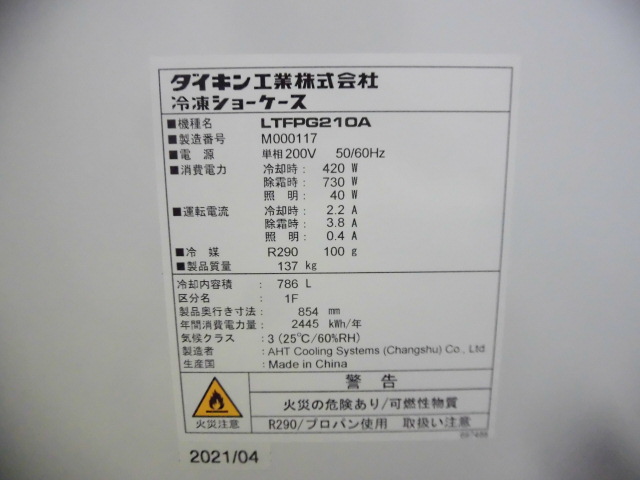 ダイキン工業株式会社
冷凍ショーケース
■機種名 LTFPG210A
■製造番号 M000117
■電 源 単相200V 50/60Hz
■消費電力 冷却時: 420 W
除霜時: 730 W
照 明: 40 W
■運転電流 冷却時: 2.2 A
除霜時: 3.8 A
照 明: 0.4 A
■冷 媒 R290 100 g
■製品質量 137 kg
冷却内容積 : 786 L
区分名 : 1F
製品奥行き寸法: 854 mm
年間消費電力量: 2445 kWh/年
気候クラス : 3 (25℃/60%RH)
製造者 : AHT Cooling Systems (Changshu) Co., Ltd.
生産国 : Made in China
警 告
火災の危険あり/可燃性物質
火災注意 R290/プロパン使用 取扱い注意
2021/04